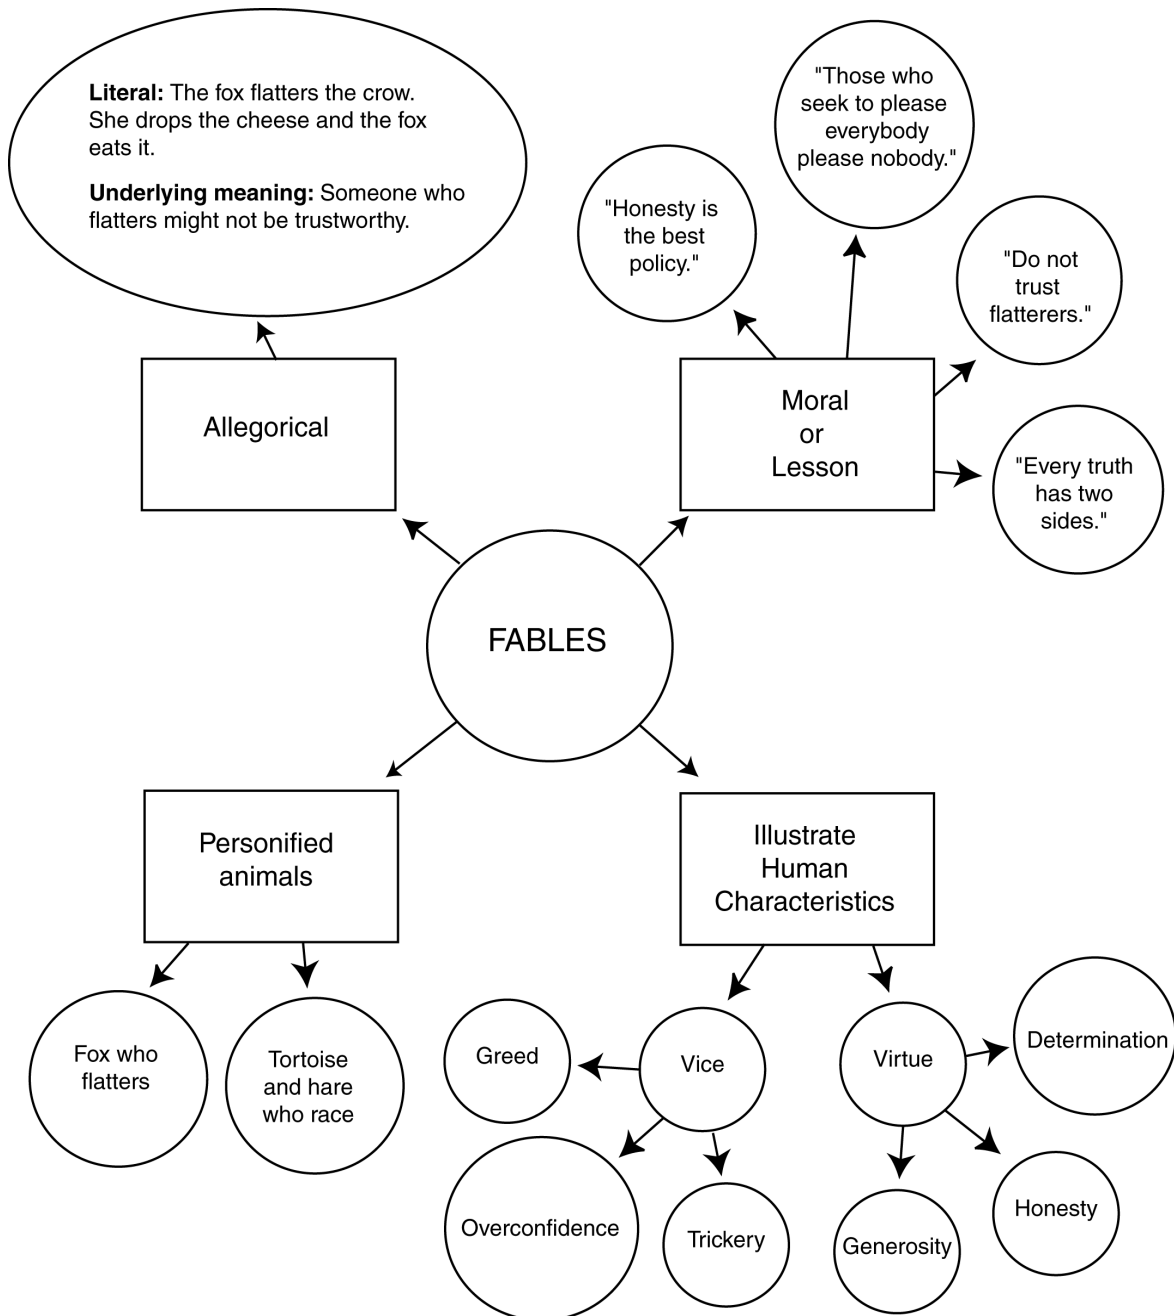 Literal: The fox flatters the crow.
She drops the cheese and the fox
eats it.
Underlying meaning: Someone who
flatters might not be trustworthy.
"Those who
seek to please
everybody
please nobody."
"Honesty is
the best
policy."
"Do not
trust
flatterers."
"Every truth
has two
sides."
Allegorical
Moral
or
Lesson
FABLES
Personified
animals
Illustrate
Human
Characteristics
Fox who
flatters
Tortoise
and hare
who race
Greed
Vice
Virtue
Determination
Overconfidence
Trickery
Generosity
Honesty